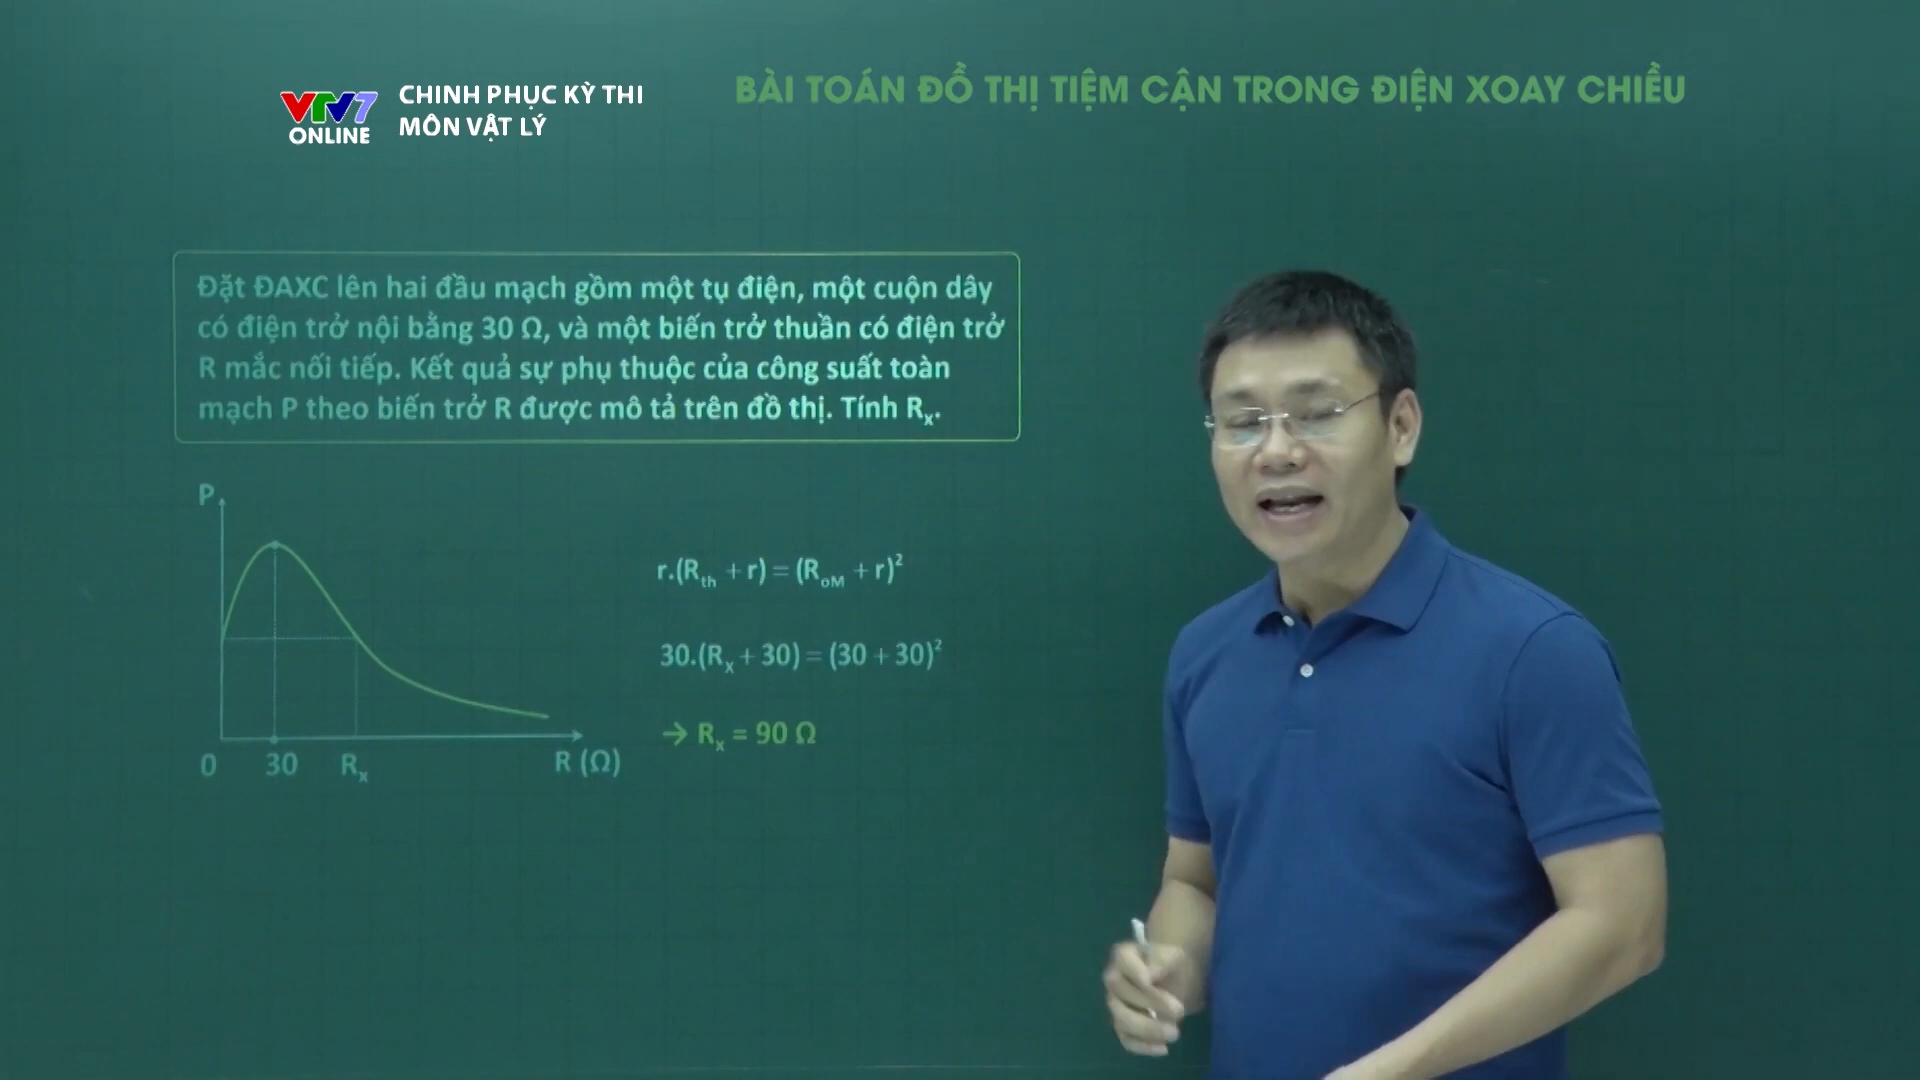 VTV7
ONLINE
CHINH PHỤC KỲ THI
MÔN VẬT LÝ
BÀI TOÁN ĐỒ THỊ TIỆM CẬN TRONG ĐIỆN XOAY CHIỀU
Đặt ĐAXC lên hai đầu mạch gồm một tụ điện, một cuộn dây
có điện trở nội bằng 30 Ω, và một biến trở thuần có điện trở
R mắc nối tiếp. Kết quả sự phụ thuộc của công suất toàn
mạch P theo biến trở R được mô tả trên đồ thị. Tính Rₓ.
P
0 30 Rₓ R (Ω)
r.(R_th + r) = (R_oM + r)²
30.(Rₓ + 30) = (30 + 30)²
→ Rₓ = 90 Ω